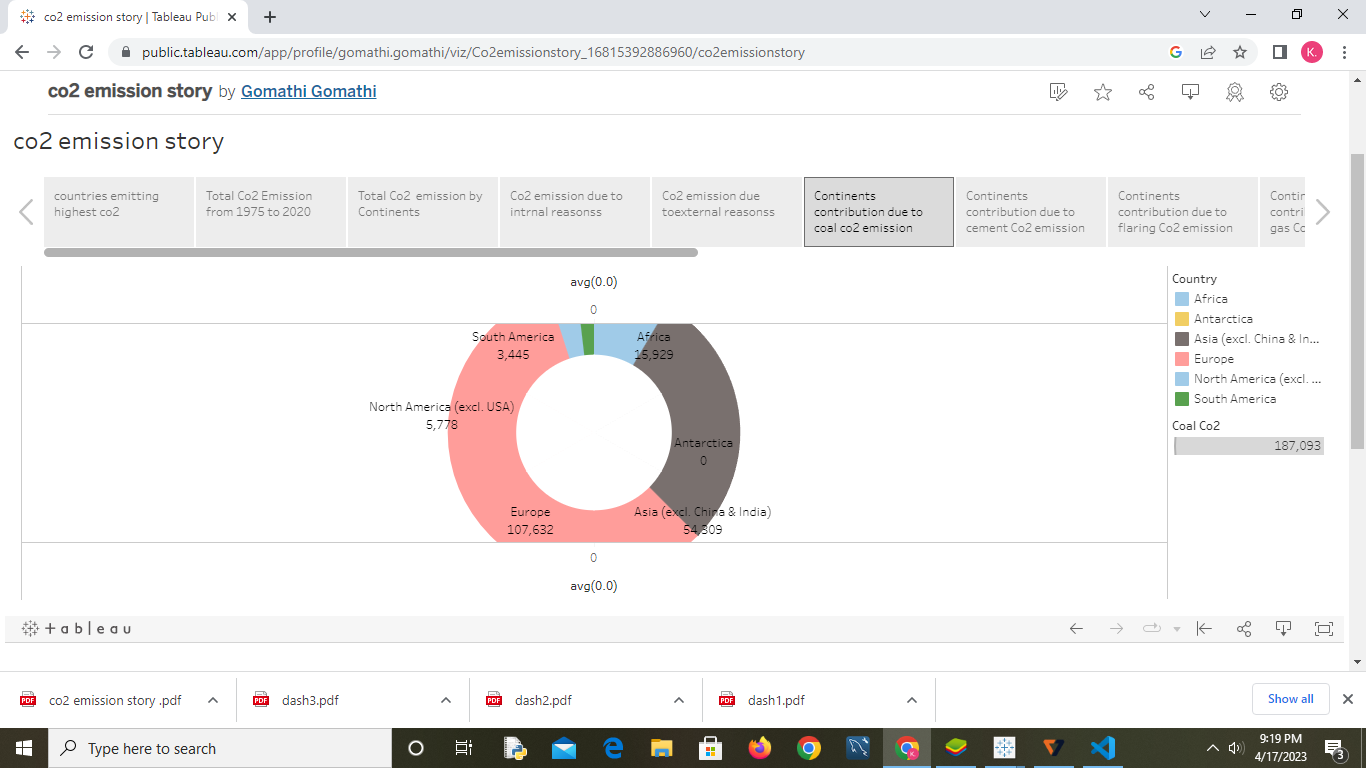 co2 emission story | Tableau Publ
public.tableau.com/app/profile/gomathi.gomathi/viz/Co2emissionstory_16815392886960/co2emissionstory
K.
co2 emission story by Gomathi Gomathi
co2 emission story
countries emitting
highest co2
Total Co2 Emission
from 1975 to 2020
Total Co2 emission by
Continents
Co2 emission due to
intrnal reasonss
Co2 emission due
toexternal reasonss
Continents
contribution due to
coal co2 emission
Continents
contribution due to
cement Co2 emission
Continents
contribution due to
flaring Co2 emission
Contin
contri
gas Co
avg(0.0)
0
South America
3,445
Africa
15,929
North America (excl. USA)
5,778
Antarctica
0
Europe
107,632
Asia (excl. China & India)
54,309
0
avg(0.0)
Country
Africa
Antarctica
Asia (excl. China & In...
Europe
North America (excl. ...
South America
Coal Co2
187,093
+ableau
co2 emission story .pdf
dash3.pdf
dash2.pdf
dash1.pdf
Show all
Type here to search
9:19 PM
4/17/2023
3